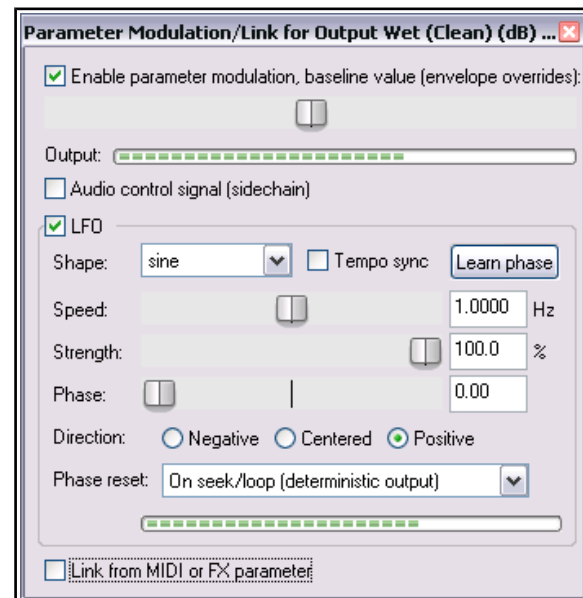 Parameter Modulation/Link for Output Wet (Clean) (dB) ...
Enable parameter modulation, baseline value (envelope overrides):
Output:
Audio control signal (sidechain)
LFO
Shape: sine Tempo sync Learn phase
Speed: 1.0000 Hz
Strength: 100.0 %
Phase: 0.00
Direction: Negative Centered Positive
Phase reset: On seek/loop (deterministic output)
Link from MIDI or FX parameter